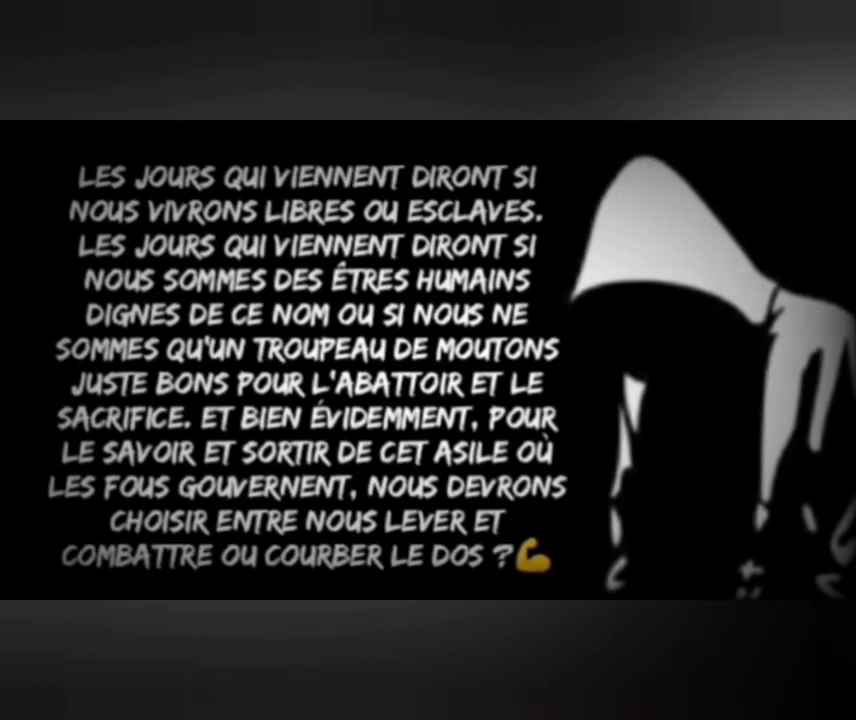 LES JOURS QUI VIENNENT DIRONT SI
NOUS VIVRONS LIBRES OU ESCLAVES.
LES JOURS QUI VIENNENT DIRONT SI
NOUS SOMMES DES ÊTRES HUMAINS
DIGNES DE CE NOM OU SI NOUS NE
SOMMES QU'UN TROUPEAU DE MOUTONS
JUSTE BONS POUR L'ABATTOIR ET LE
SACRIFICE. ET BIEN ÉVIDEMMENT, POUR
LE SAVOIR ET SORTIR DE CET ASILE OÙ
LES FOUS GOUVERNENT, NOUS DEVRONS
CHOISIR ENTRE NOUS LEVER ET
COMBATTRE OU COURBER LE DOS ?💪